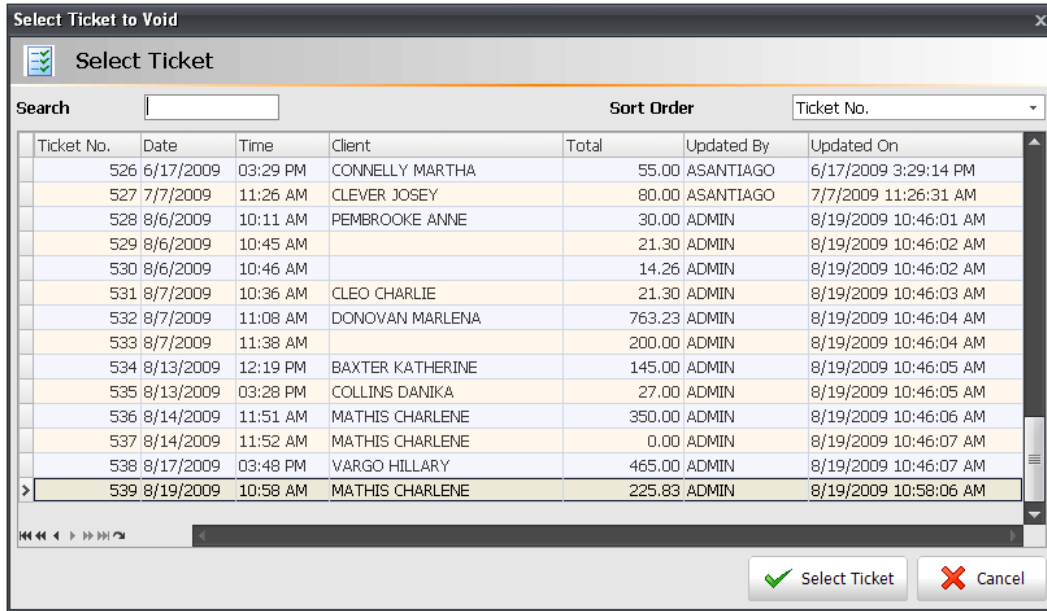 Select Ticket to Void x
Select Ticket
Search Sort Order Ticket No.
Ticket No. Date Time Client Total Updated By Updated On
526 6/17/2009 03:29 PM CONNELLY MARTHA 55.00 ASANTIAGO 6/17/2009 3:29:14 PM
527 7/7/2009 11:26 AM CLEVER JOSEY 80.00 ASANTIAGO 7/7/2009 11:26:31 AM
528 8/6/2009 10:11 AM PEMBROOKE ANNE 30.00 ADMIN 8/19/2009 10:46:01 AM
529 8/6/2009 10:45 AM 21.30 ADMIN 8/19/2009 10:46:02 AM
530 8/6/2009 10:46 AM 14.26 ADMIN 8/19/2009 10:46:02 AM
531 8/7/2009 10:36 AM CLEO CHARLIE 21.30 ADMIN 8/19/2009 10:46:03 AM
532 8/7/2009 11:08 AM DONOVAN MARLENA 763.23 ADMIN 8/19/2009 10:46:04 AM
533 8/7/2009 11:38 AM 200.00 ADMIN 8/19/2009 10:46:04 AM
534 8/13/2009 12:19 PM BAXTER KATHERINE 145.00 ADMIN 8/19/2009 10:46:05 AM
535 8/13/2009 03:28 PM COLLINS DANIKA 27.00 ADMIN 8/19/2009 10:46:05 AM
536 8/14/2009 11:51 AM MATHIS CHARLENE 350.00 ADMIN 8/19/2009 10:46:06 AM
537 8/14/2009 11:52 AM MATHIS CHARLENE 0.00 ADMIN 8/19/2009 10:46:07 AM
538 8/17/2009 03:48 PM VARGO HILLARY 465.00 ADMIN 8/19/2009 10:46:07 AM
539 8/19/2009 10:58 AM MATHIS CHARLENE 225.83 ADMIN 8/19/2009 10:58:06 AM
Select Ticket Cancel